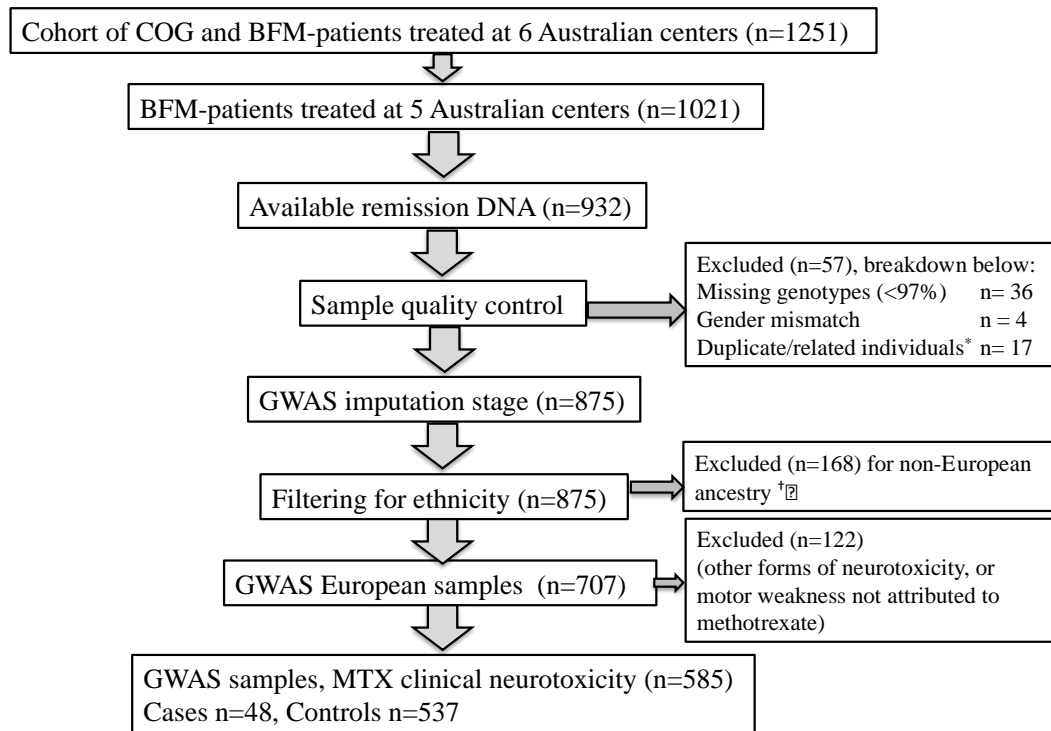 Cohort of COG and BFM-patients treated at 6 Australian centers (n=1251)
BFM-patients treated at 5 Australian centers (n=1021)
Available remission DNA (n=932)
Sample quality control
Excluded (n=57), breakdown below:
Missing genotypes (<97%) n= 36
Gender mismatch n = 4
Duplicate/related individuals* n= 17
GWAS imputation stage (n=875)
Filtering for ethnicity (n=875)
Excluded (n=168) for non-European
ancestry †⍰
GWAS European samples (n=707)
Excluded (n=122)
(other forms of neurotoxicity, or
motor weakness not attributed to
methotrexate)
GWAS samples, MTX clinical neurotoxicity (n=585)
Cases n=48, Controls n=537